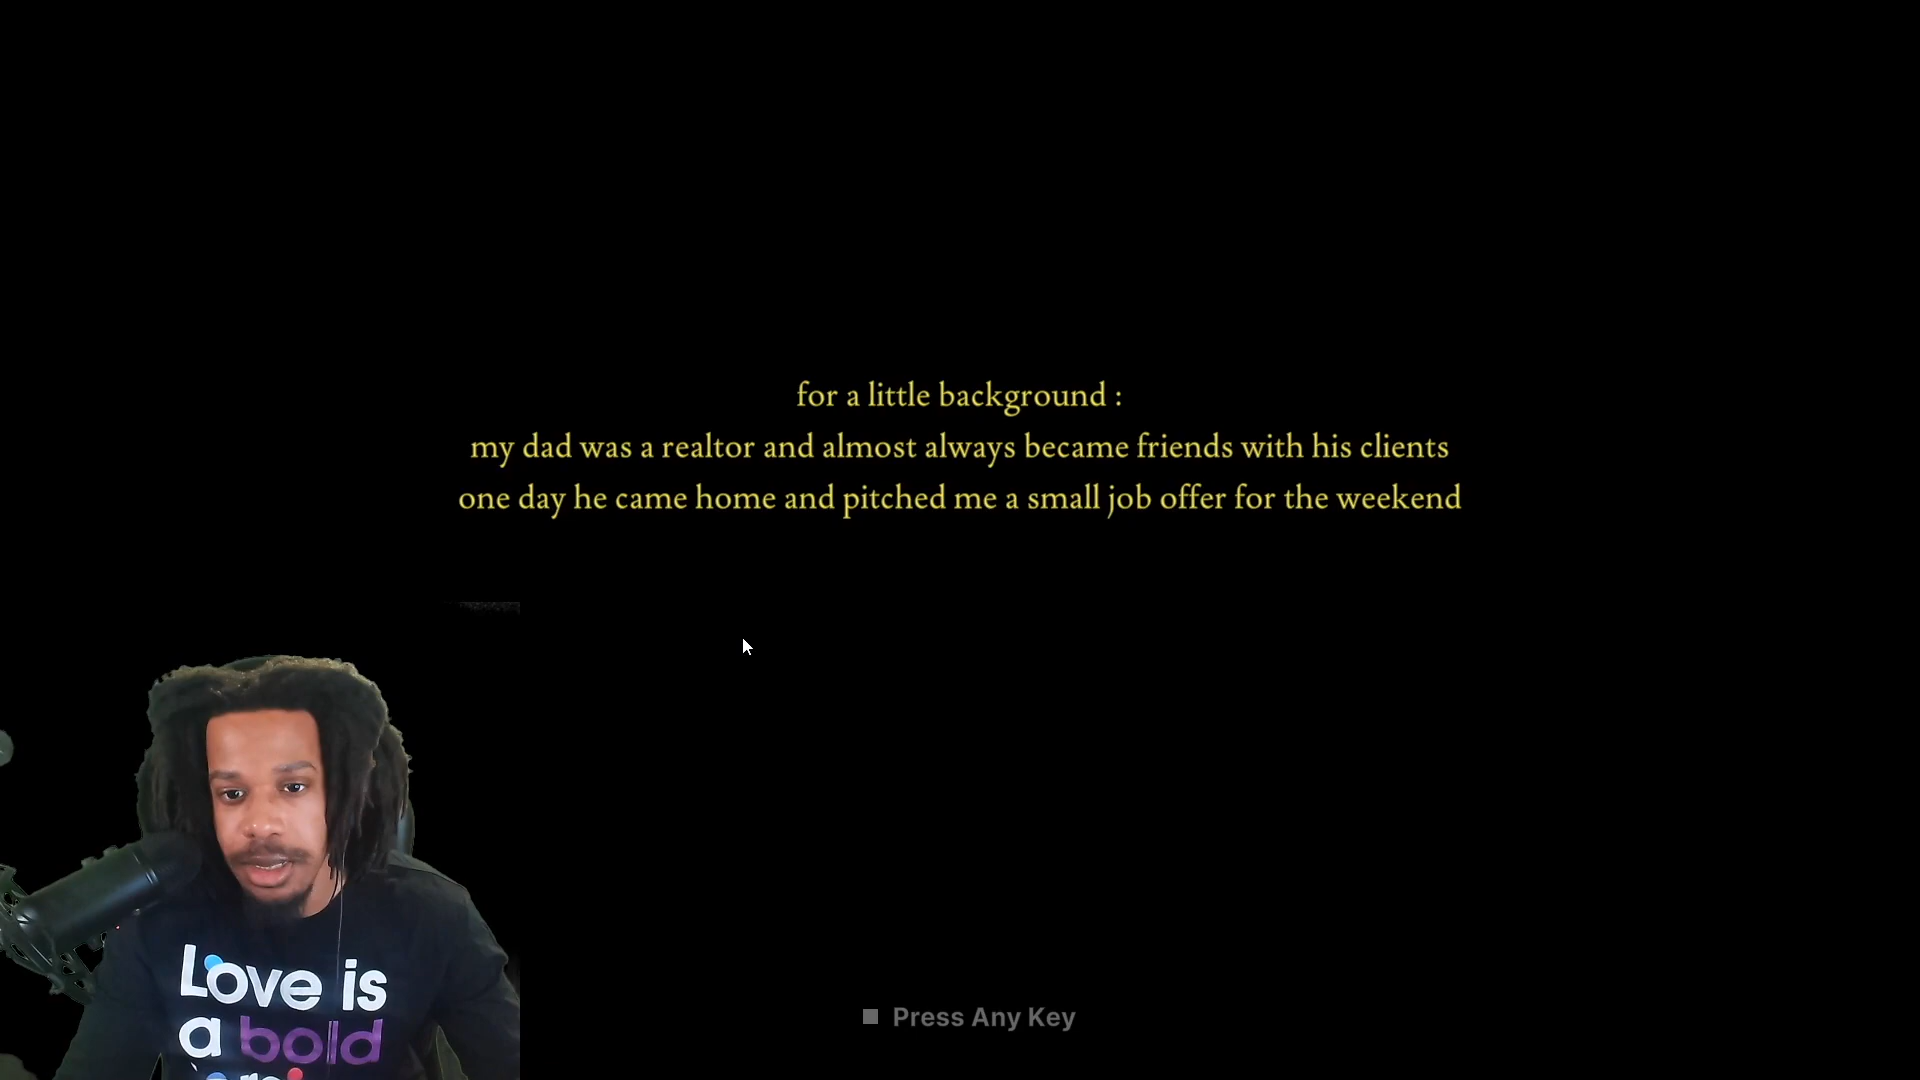 for a little background :
my dad was a realtor and almost always became friends with his clients
one day he came home and pitched me a small job offer for the weekend
Love is
a bold
Press Any Key